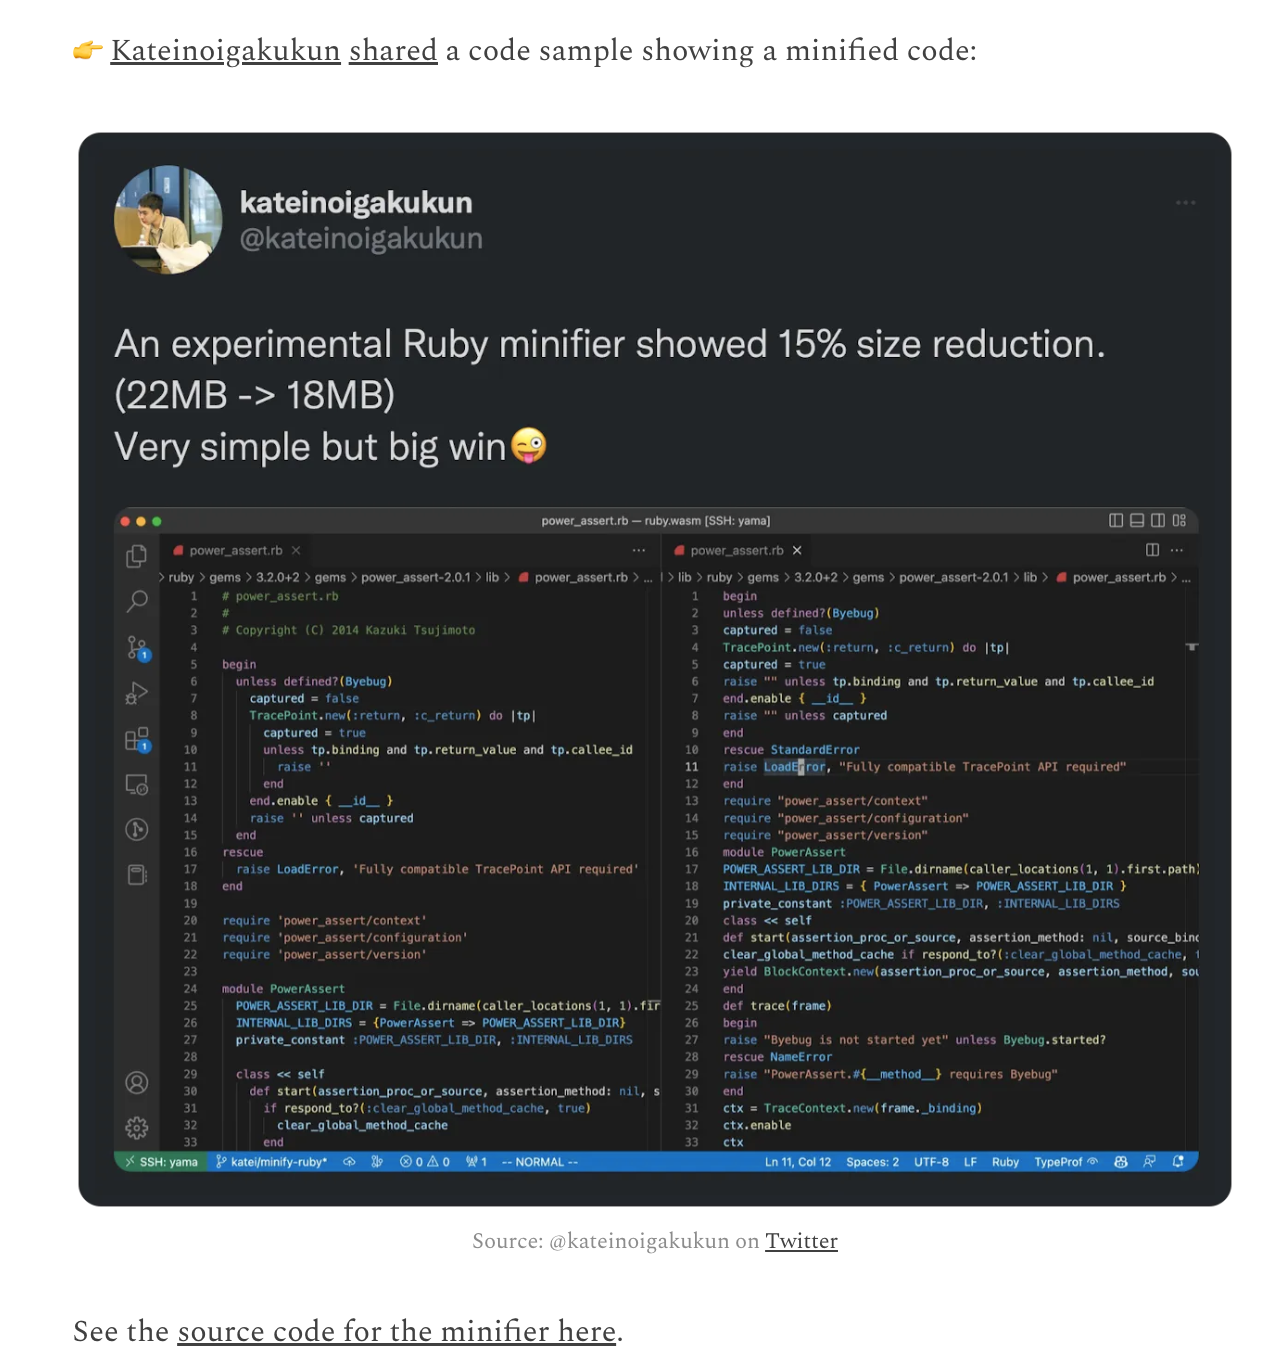 👉 Kateinoigakukun shared a code sample showing a minified code:
kateinoigakukun
@kateinoigakukun
An experimental Ruby minifier showed 15% size reduction.
(22MB -> 18MB)
Very simple but big win😜
power_assert.rb — ruby.wasm [SSH: yama]
power_assert.rb ×
> ruby > gems > 3.2.0+2 > gems > power_assert-2.0.1 > lib > power_assert.rb > ...
1 # power_assert.rb
2 #
3 # Copyright (C) 2014 Kazuki Tsujimoto
4
5 begin
6 unless defined?(Byebug)
7 captured = false
8 TracePoint.new(:return, :c_return) do |tp|
9 captured = true
10 unless tp.binding and tp.return_value and tp.callee_id
11 raise ''
12 end
13 end.enable { __id__ }
14 raise '' unless captured
15 end
16 rescue
17 raise LoadError, 'Fully compatible TracePoint API required'
18 end
19
20 require 'power_assert/context'
21 require 'power_assert/configuration'
22 require 'power_assert/version'
23
24 module PowerAssert
25 POWER_ASSERT_LIB_DIR = File.dirname(caller_locations(1, 1).fir
26 INTERNAL_LIB_DIRS = {PowerAssert => POWER_ASSERT_LIB_DIR}
27 private_constant :POWER_ASSERT_LIB_DIR, :INTERNAL_LIB_DIRS
28
29 class << self
30 def start(assertion_proc_or_source, assertion_method: nil, s
31 if respond_to?(:clear_global_method_cache, true)
32 clear_global_method_cache
33 end
power_assert.rb ×
> lib > ruby > gems > 3.2.0+2 > gems > power_assert-2.0.1 > lib > power_assert.rb > ...
1 begin
2 unless defined?(Byebug)
3 captured = false
4 TracePoint.new(:return, :c_return) do |tp|
5 captured = true
6 raise "" unless tp.binding and tp.return_value and tp.callee_id
7 end.enable { __id__ }
8 raise "" unless captured
9 end
10 rescue StandardError
11 raise LoadError, "Fully compatible TracePoint API required"
12 end
13 require "power_assert/context"
14 require "power_assert/configuration"
15 require "power_assert/version"
16 module PowerAssert
17 POWER_ASSERT_LIB_DIR = File.dirname(caller_locations(1, 1).first.path)
18 INTERNAL_LIB_DIRS = { PowerAssert => POWER_ASSERT_LIB_DIR }
19 private_constant :POWER_ASSERT_LIB_DIR, :INTERNAL_LIB_DIRS
20 class << self
21 def start(assertion_proc_or_source, assertion_method: nil, source_bind
22 clear_global_method_cache if respond_to?(:clear_global_method_cache, t
23 yield BlockContext.new(assertion_proc_or_source, assertion_method, sou
24 end
25 def trace(frame)
26 begin
27 raise "Byebug is not started yet" unless Byebug.started?
28 rescue NameError
29 raise "PowerAssert.#{__method__} requires Byebug"
30 end
31 ctx = TraceContext.new(frame._binding)
32 ctx.enable
33 ctx
1
1
SSH: yama katei/minify-ruby* 0 0 1 -- NORMAL -- Ln 11, Col 12 Spaces: 2 UTF-8 LF Ruby TypeProf
Source: @kateinoigakukun on Twitter
See the source code for the minifier here.